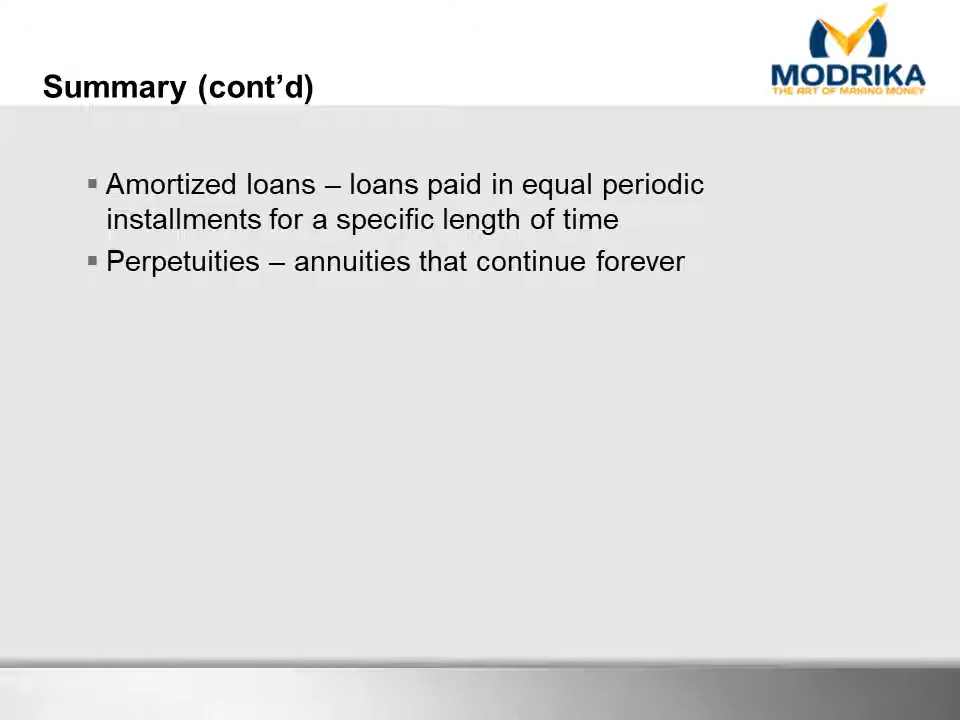 MODRIKA
THE ART OF MAKING MONEY
Summary (cont’d)
▪ Amortized loans – loans paid in equal periodic
installments for a specific length of time
▪ Perpetuities – annuities that continue forever